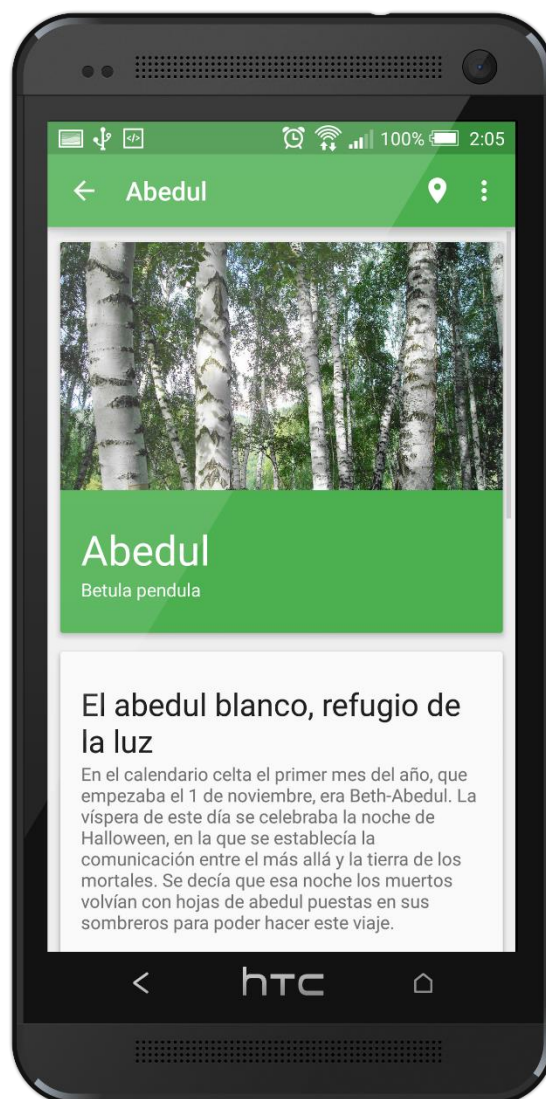 100% 2:05
Abedul
Abedul
Betula pendula
El abedul blanco, refugio de
la luz
En el calendario celta el primer mes del año, que
empezaba el 1 de noviembre, era Beth-Abedul. La
víspera de este día se celebraba la noche de
Halloween, en la que se establecía la
comunicación entre el más allá y la tierra de los
mortales. Se decía que esa noche los muertos
volvían con hojas de abedul puestas en sus
sombreros para poder hacer este viaje.
hTC